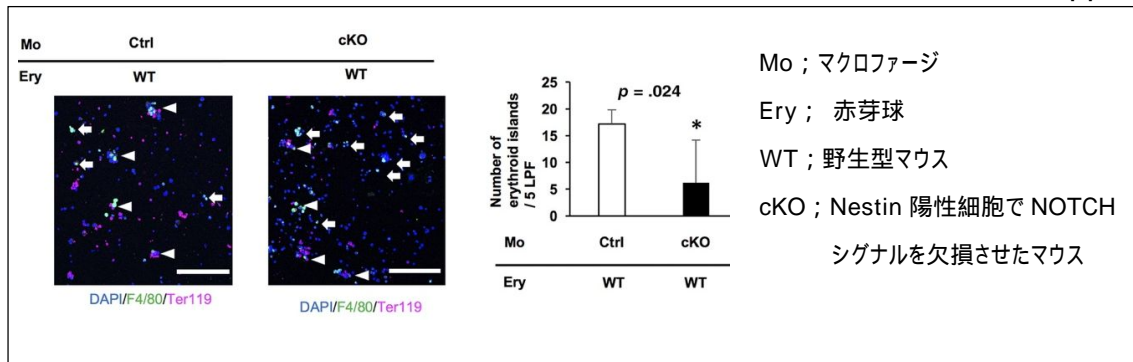 Mo Ctrl cKO
Ery WT WT
DAPI/F4/80/Ter119
DAPI/F4/80/Ter119
Number of
erythroid islands
/ 5 LPF
25
20
15
10
5
0
p = .024
*
Mo Ctrl cKO
Ery WT WT
Mo；マクロファージ
Ery； 赤芽球
WT；野生型マウス
cKO；Nestin 陽性細胞で NOTCH
シグナルを欠損させたマウス